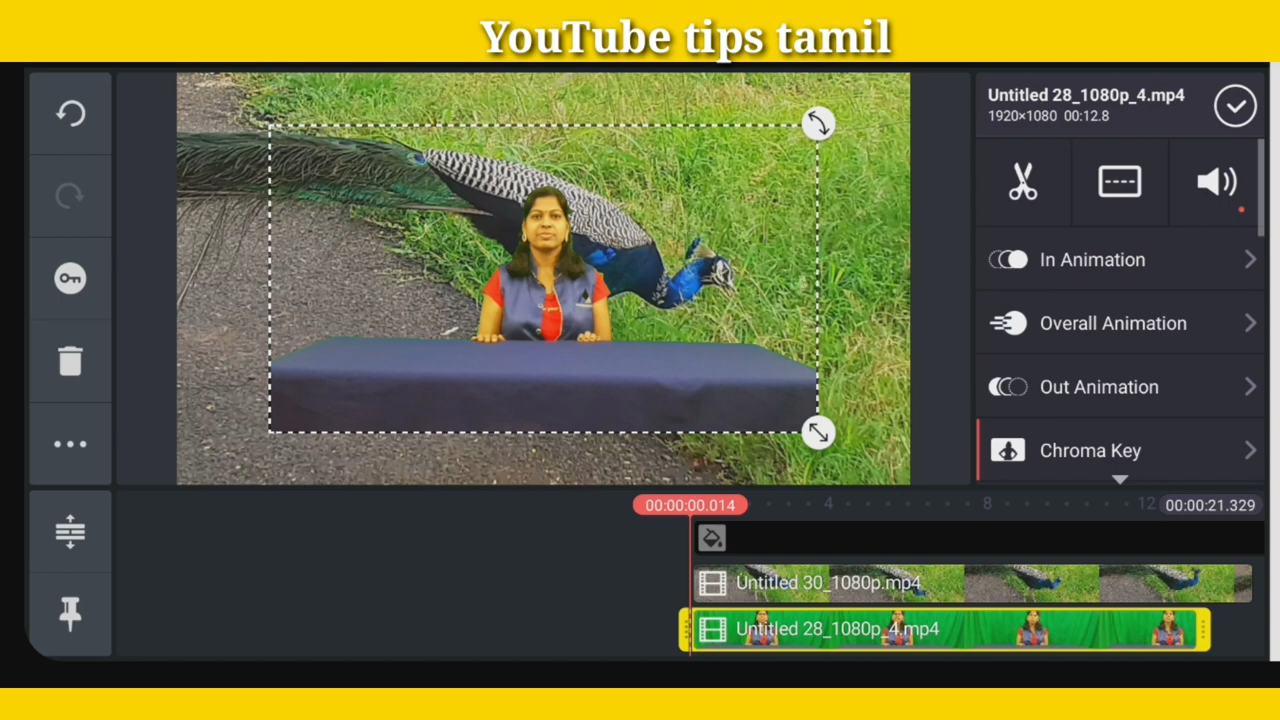 YouTube tips tamil
Untitled 28_1080p_4.mp4
1920×1080 00:12.8
In Animation
Overall Animation
Out Animation
Chroma Key
00:00:00.014
4
8
12
00:00:21.329
Untitled 30_1080p.mp4
Untitled 28_1080p_4.mp4